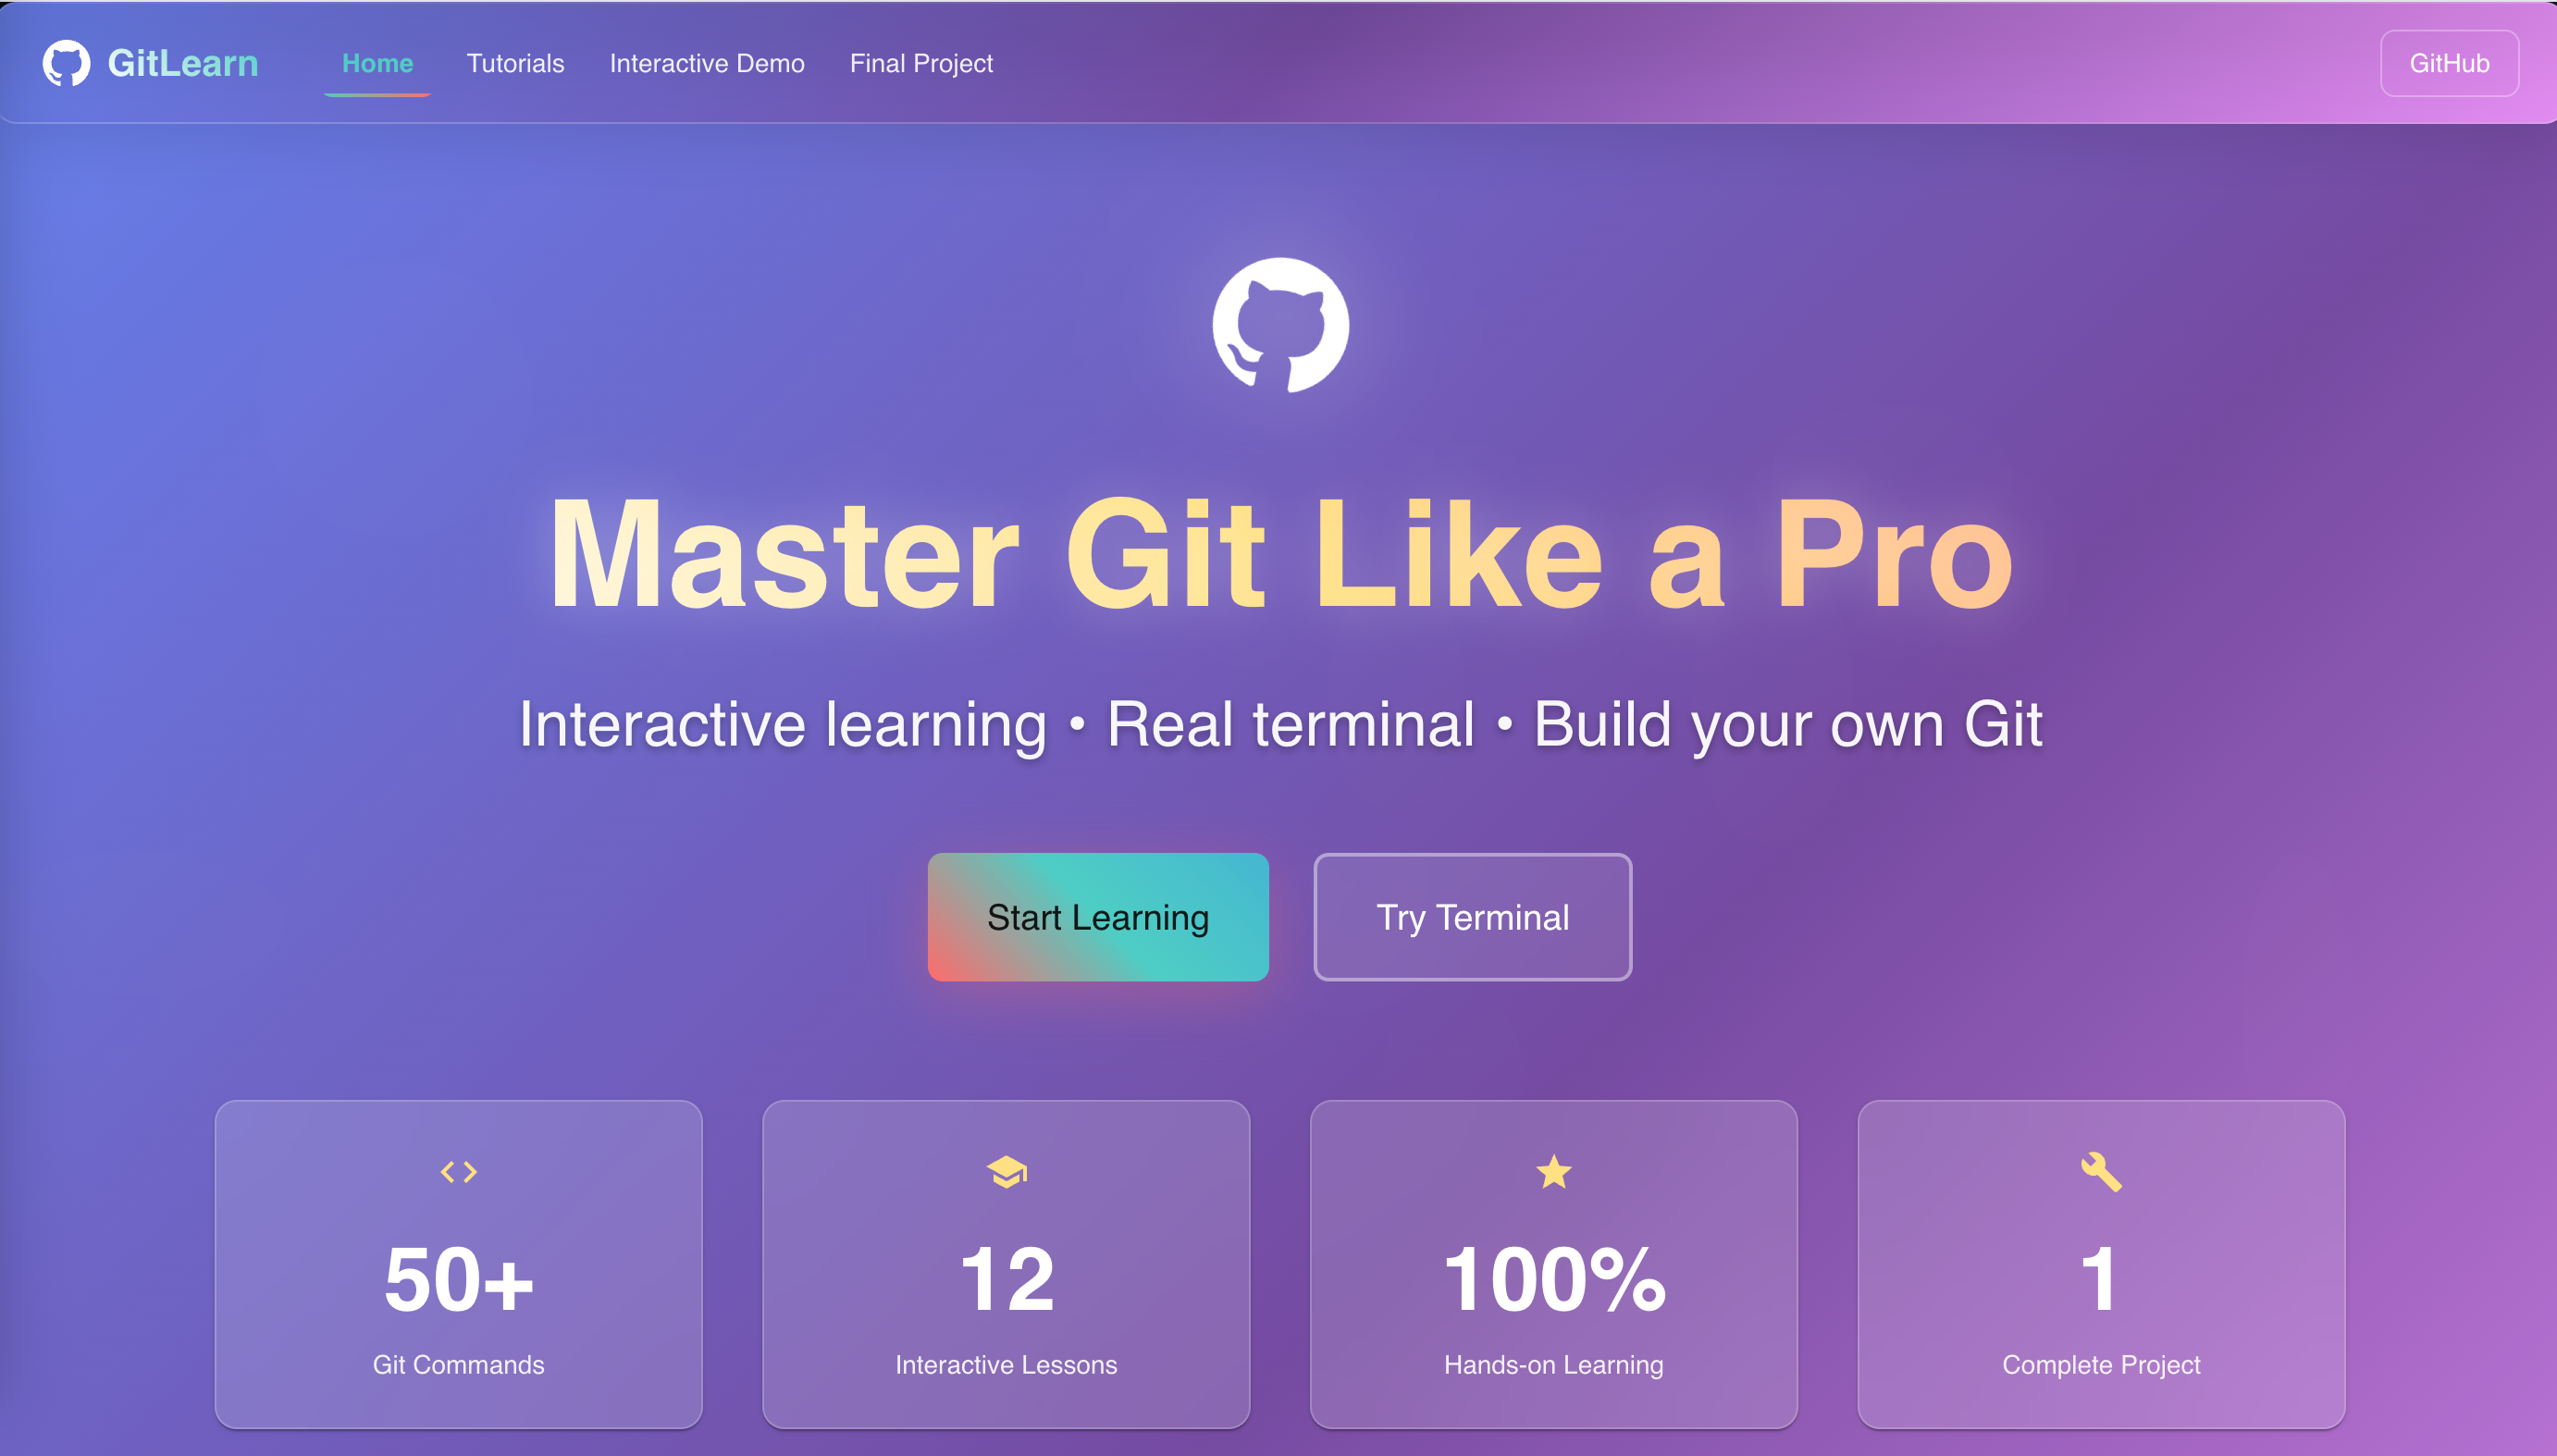 GitLearn
Home
Tutorials
Interactive Demo
Final Project
GitHub
Master Git Like a Pro
Interactive learning • Real terminal • Build your own Git
Start Learning
Try Terminal
50+
Git Commands
12
Interactive Lessons
100%
Hands-on Learning
1
Complete Project